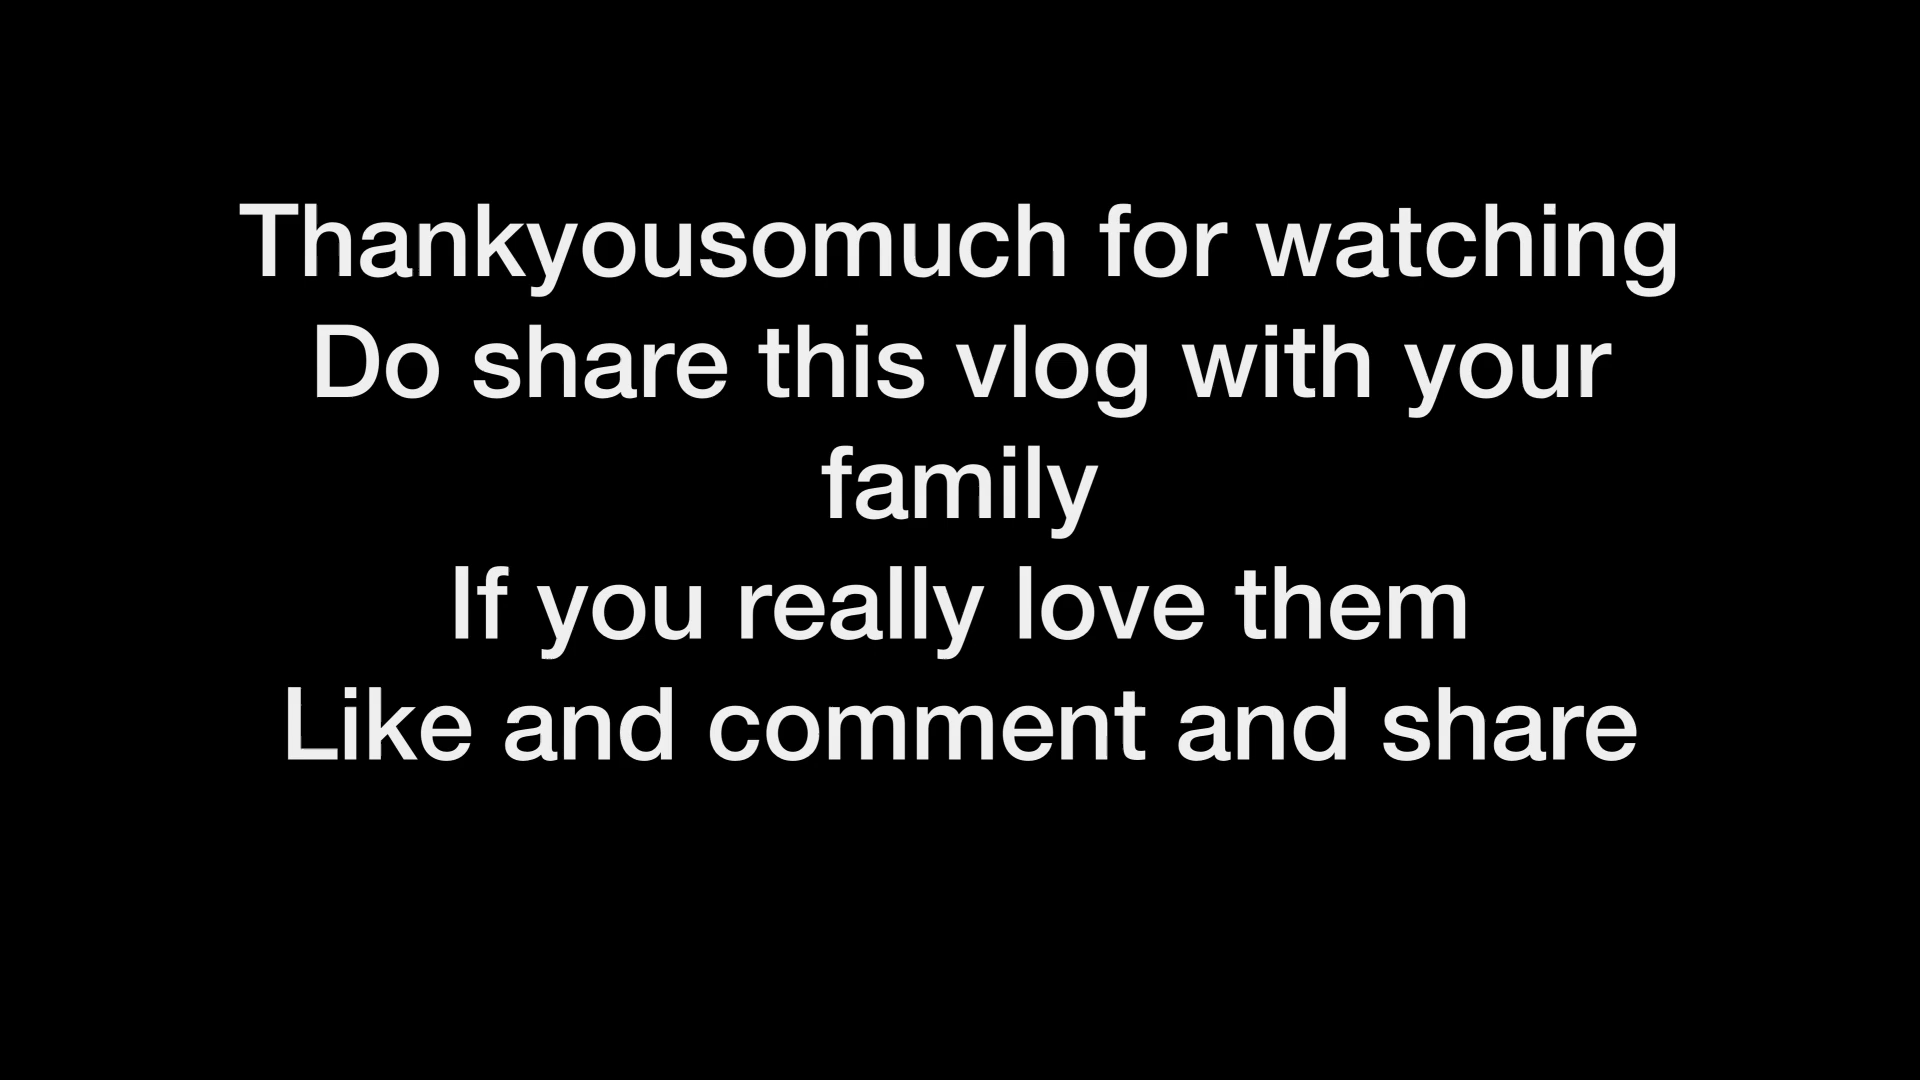 Thankyousomuch for watching
Do share this vlog with your
family
If you really love them
Like and comment and share